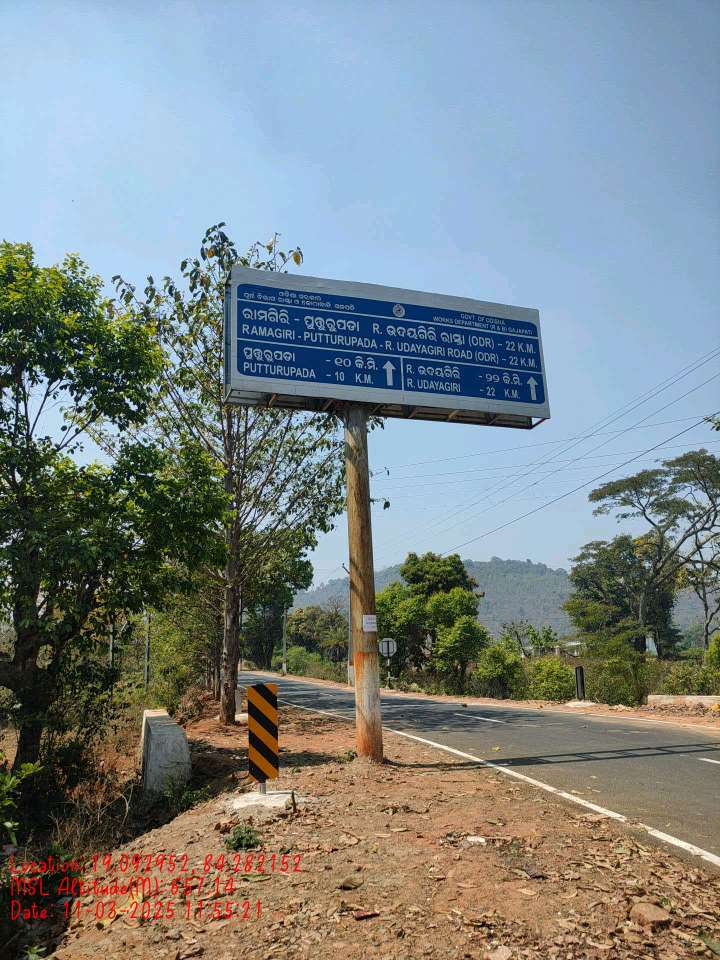 ଓଡ଼ିଶା ସରକାର
GOVT. OF ODISHA
WORKS DEPARTMENT (R & B) GAJAPATI
ରାମଗିରି - ପୁତ୍ତୁରୁପଡା R. ଉଦୟଗିରି ରାସ୍ତା (ODR) - 22 K.M.
RAMAGIRI - PUTTURUPADA - R. UDAYAGIRI ROAD (ODR) - 22 K.M.
ପୁତ୍ତୁରୁପଡା - ୧୦ କି.ମି.
PUTTURUPADA - 10 K.M.
R. ଉଦୟଗିରି - ୨୨ କି.ମି.
R. UDAYAGIRI - 22 K.M.
Location: 19.092952, 84.282152
MSL Altitude(M): 657.14
Date: 11-03-2025 11:55:21